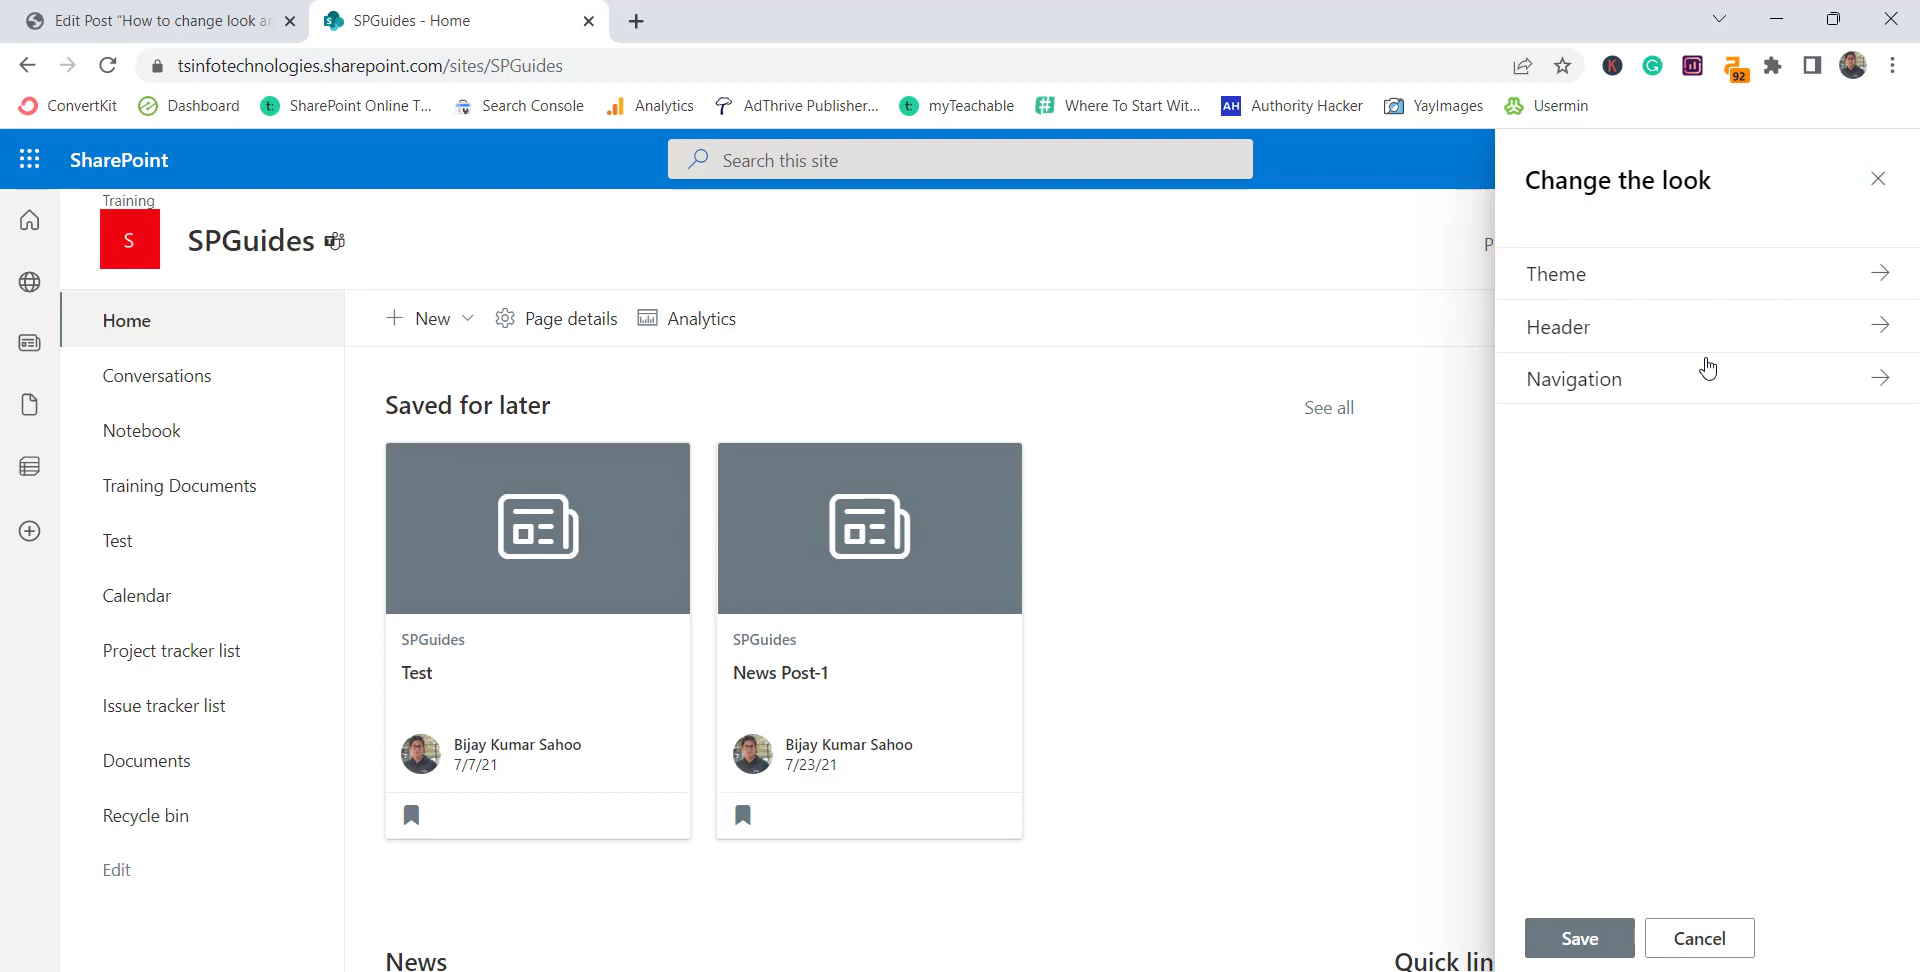 Edit Post "How to change look ar
SPGuides - Home
tsinfotechnologies.sharepoint.com/sites/SPGuides
K
92
ConvertKit
Dashboard
t: SharePoint Online T...
Search Console
Analytics
AdThrive Publisher...
t: myTeachable
Where To Start Wit...
AH Authority Hacker
YayImages
Usermin
SharePoint
Search this site
Change the look
Training
S
SPGuides
P
Theme
Header
Navigation
Home
Conversations
Notebook
Training Documents
Test
Calendar
Project tracker list
Issue tracker list
Documents
Recycle bin
Edit
New
Page details
Analytics
Saved for later
See all
SPGuides
Test
Bijay Kumar Sahoo
7/7/21
SPGuides
News Post-1
Bijay Kumar Sahoo
7/23/21
News
Quick lin
Save
Cancel